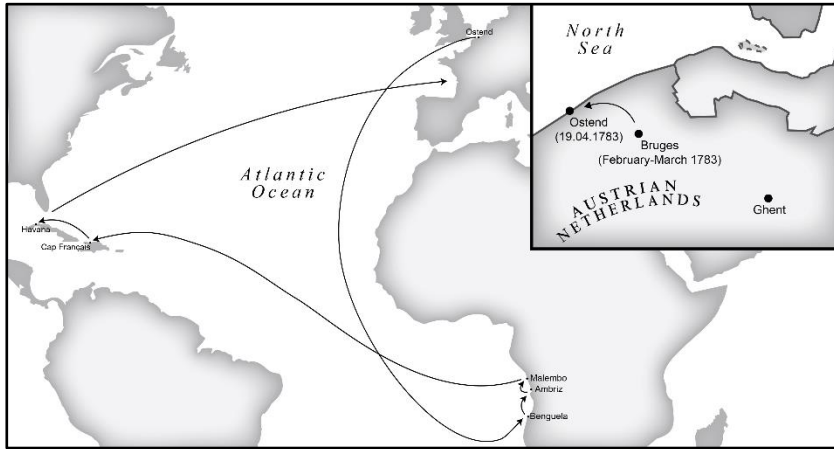 Ostend
Atlantic
Ocean
Havana
Cap Français
Malembo
Ambriz
Benguela
North
Sea
Ostend
(19.04.1783)
Bruges
(February-March 1783)
AUSTRIAN
NETHERLANDS
Ghent